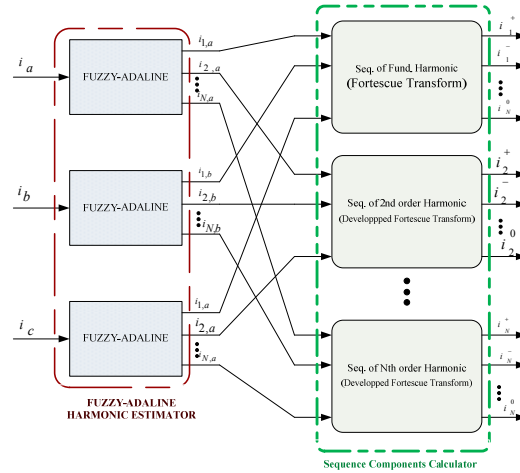 i a
FUZZY-ADALINE
i 1,a
i 2,,a
i N,a
Seq. of Fund, Harmonic
(Fortescue Transform)
i 1 +
i 1 -
i N 0
i b
FUZZY-ADALINE
i 1,b
i 2,b
i N,b
Seq. of 2nd order Harmonic
(Developpped Fortescue Transform)
i 2 +
i 2 -
i 2 0
i c
FUZZY-ADALINE
i 1,a
i 2,a
i N,a
Seq. of Nth order Harmonic
(Developped Fortescue Transform)
i N +
i N -
i N 0
FUZZY-ADALINE
HARMONIC ESTIMATOR
Sequence Components Calculator